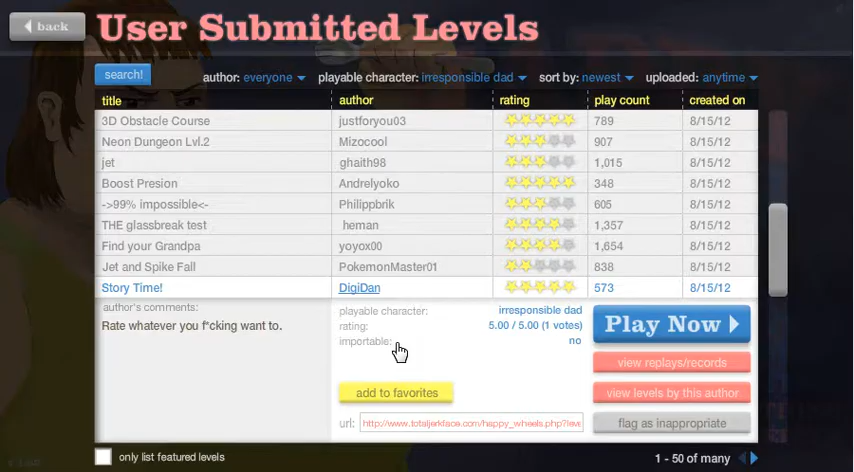 back
User Submitted Levels
search! author: everyone playable character: irresponsible dad sort by: newest uploaded: anytime
title author rating play count created on
3D Obstacle Course justforyou03 789 8/15/12
Neon Dungeon Lvl.2 Mizocool 907 8/15/12
jet ghaith98 1,015 8/15/12
Boost Presion Andrelyoko 348 8/15/12
->99% impossible<- Philippbrik 605 8/15/12
THE glassbreak test heman 1,357 8/15/12
Find your Grandpa yoyox00 1,654 8/15/12
Jet and Spike Fall PokemonMaster01 838 8/15/12
Story Time! DigiDan 573 8/15/12
author's comments:
Rate whatever you f*cking want to.
playable character: irresponsible dad
rating: 5.00 / 5.00 (1 votes)
importable: no
add to favorites
url: http://www.totaljerkface.com/happy_wheels.php?leve
Play Now
view replays/records
view levels by this author
flag as inappropriate
only list featured levels
1 - 50 of many